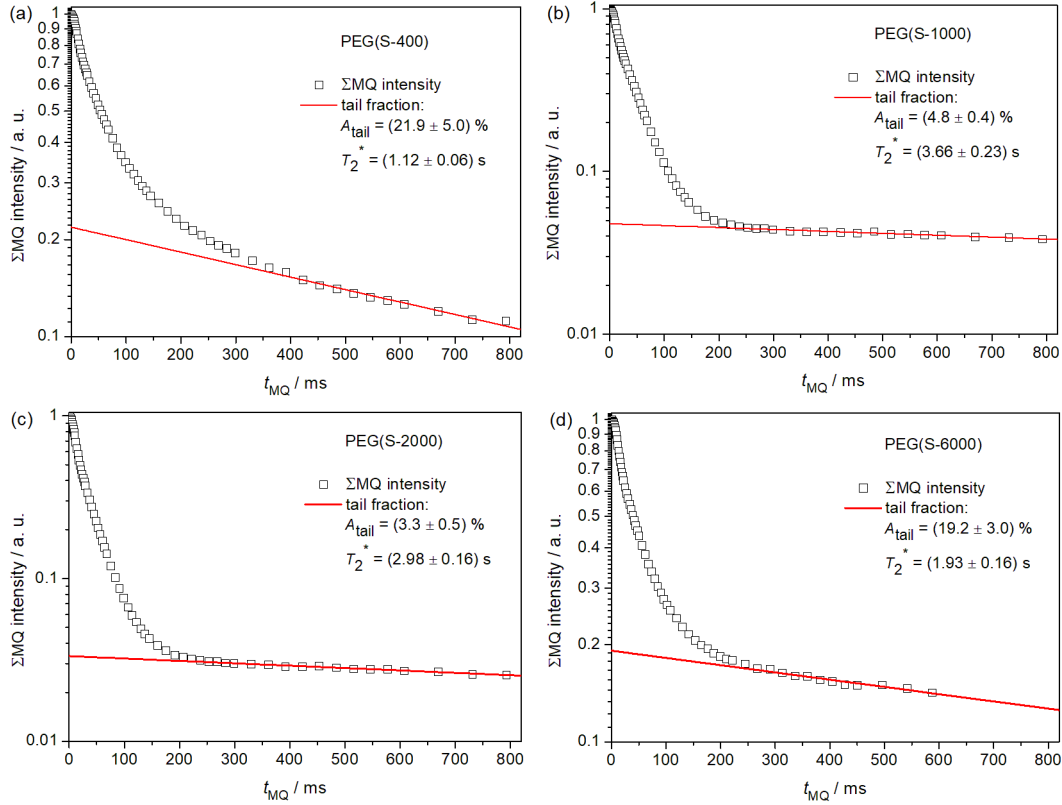 (a)
PEG(S-400)
ΣMQ intensity
tail fraction:
A_tail = (21.9 ± 5.0) %
T_2^* = (1.12 ± 0.06) s
ΣMQ intensity / a. u.
1
0.9
0.8
0.7
0.6
0.5
0.4
0.3
0.2
0.1
0 100 200 300 400 500 600 700 800
t_MQ / ms
(b)
PEG(S-1000)
ΣMQ intensity
tail fraction:
A_tail = (4.8 ± 0.4) %
T_2^* = (3.66 ± 0.23) s
ΣMQ intensity / a. u.
1
0.1
0.01
0 100 200 300 400 500 600 700 800
t_MQ / ms
(c)
PEG(S-2000)
ΣMQ intensity
tail fraction:
A_tail = (3.3 ± 0.5) %
T_2^* = (2.98 ± 0.16) s
ΣMQ intensity / a. u.
1
0.1
0.01
0 100 200 300 400 500 600 700 800
t_MQ / ms
(d)
PEG(S-6000)
ΣMQ intensity
tail fraction:
A_tail = (19.2 ± 3.0) %
T_2^* = (1.93 ± 0.16) s
ΣMQ intensity / a. u.
1
0.9
0.8
0.7
0.6
0.5
0.4
0.3
0.2
0.1
0 100 200 300 400 500 600 700 800
t_MQ / ms